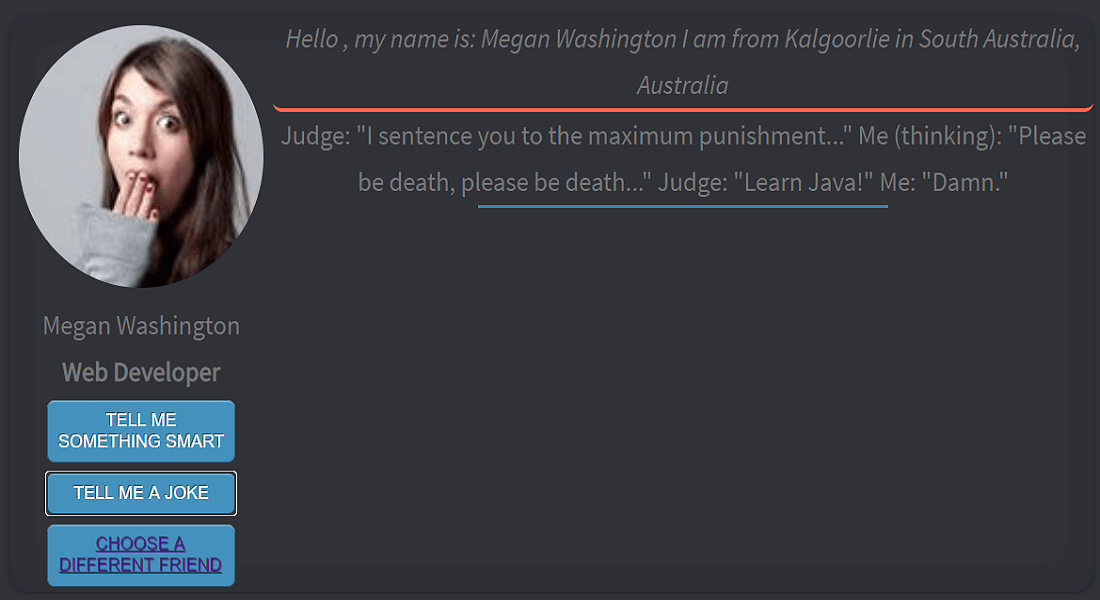 Hello , my name is: Megan Washington I am from Kalgoorlie in South Australia,
Australia
Judge: "I sentence you to the maximum punishment..." Me (thinking): "Please
be death, please be death..." Judge: "Learn Java!" Me: "Damn."
Megan Washington
Web Developer
TELL ME
SOMETHING SMART
TELL ME A JOKE
CHOOSE A
DIFFERENT FRIEND